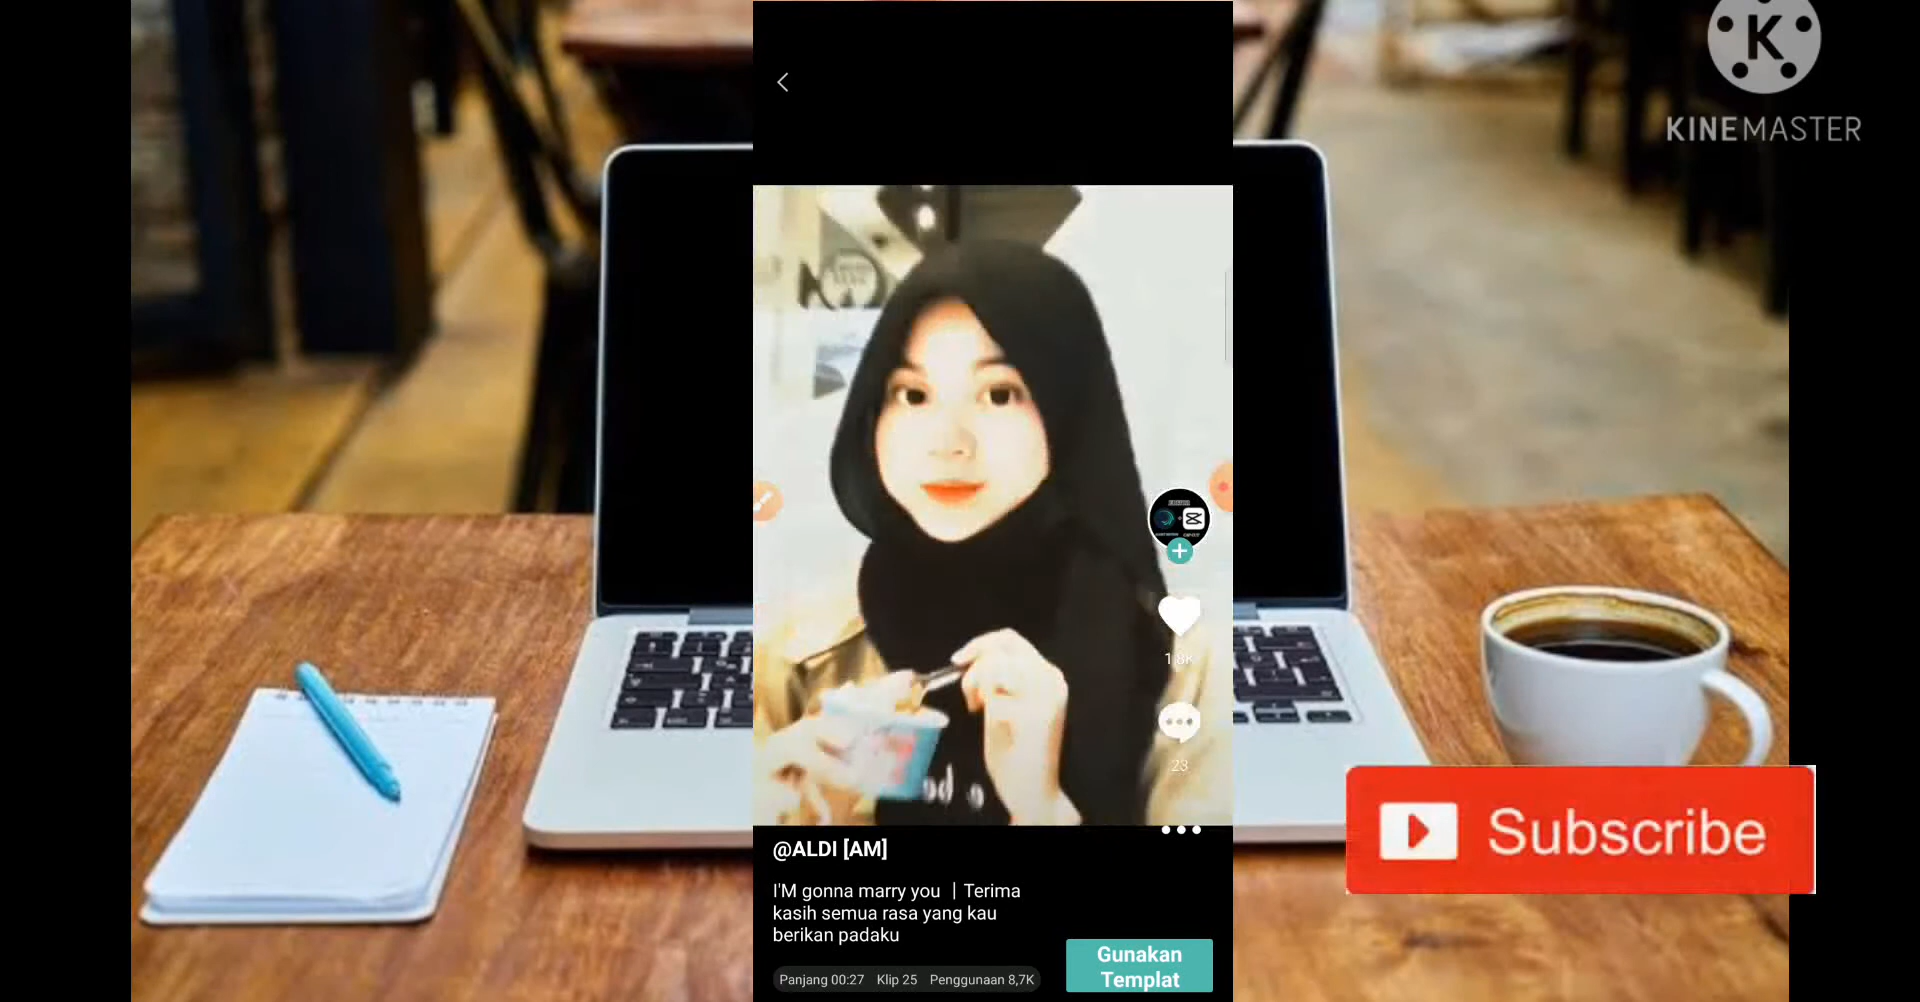 KINEMASTER
1.8K
23
@ALDI [AM]
I'M gonna marry you | Terima
kasih semua rasa yang kau
berikan padaku
Gunakan
Templat
Panjang 00:27 Klip 25 Penggunaan 8,7K
Subscribe